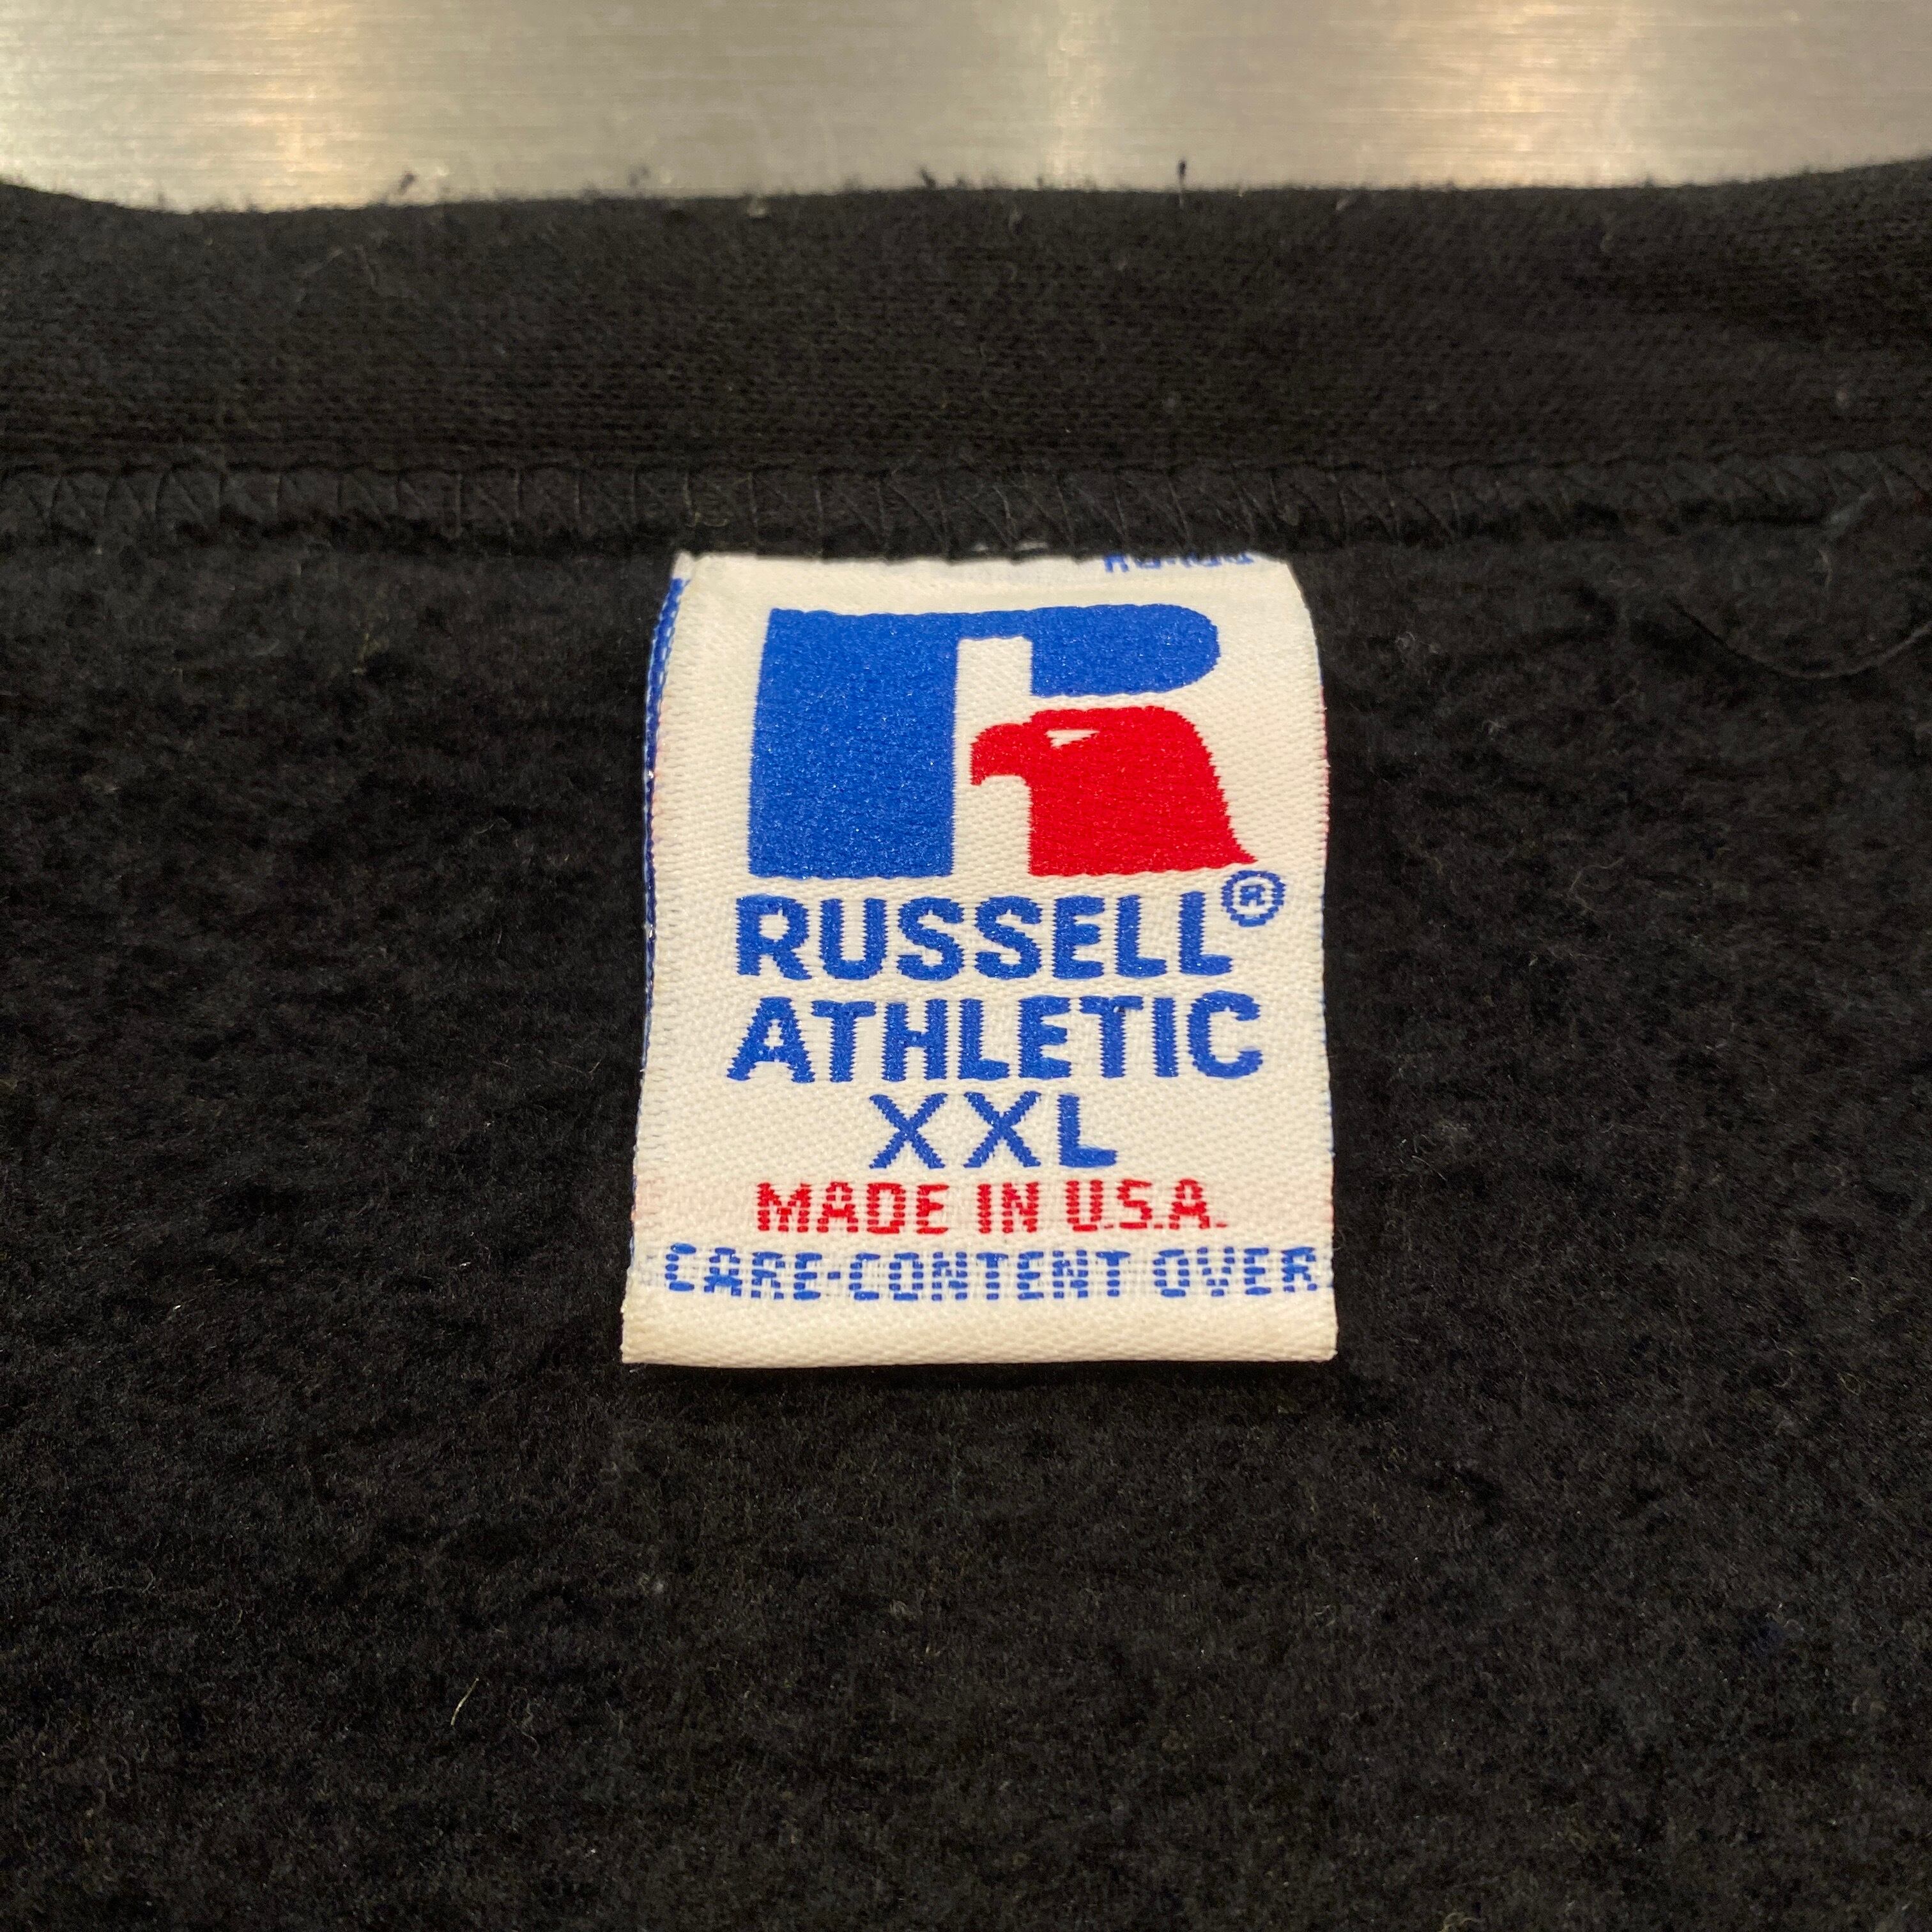 RUSSELL®
ATHLETIC
XXL
MADE IN U.S.A.
CARE-CONTENT OVER